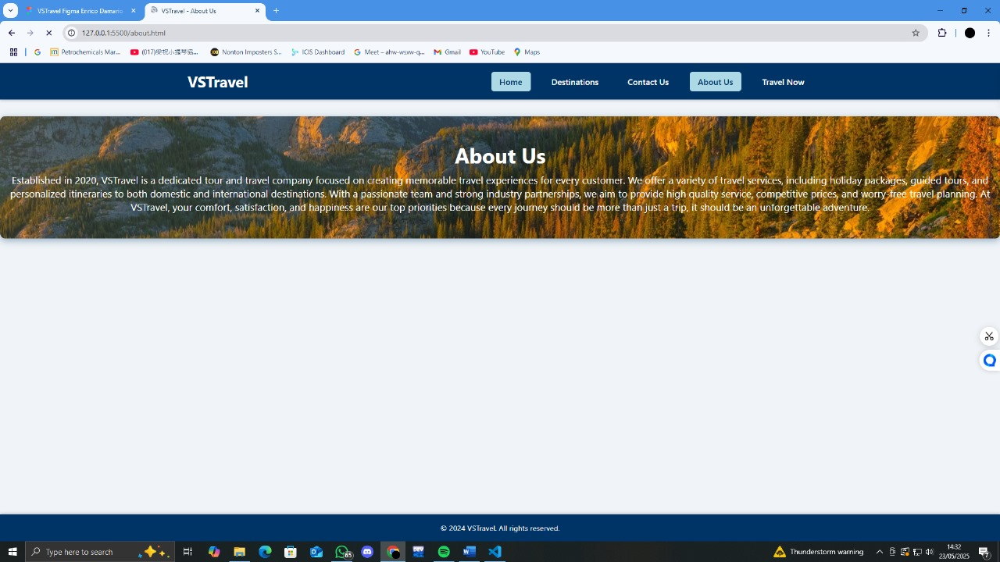 VSTravel Figma Enrico Damario
VSTravel - About Us
127.0.0.1:5500/about.html
Petrochemicals Mar...
Nonton Imposters S...
ICIS Dashboard
Meet – ahw-wsxw-q...
Gmail
YouTube
Maps
VSTravel
Home
Destinations
Contact Us
About Us
Travel Now
About Us
Established in 2020, VSTravel is a dedicated tour and travel company focused on creating memorable travel experiences for every customer. We offer a variety of travel services, including holiday packages, guided tours, and
personalized itineraries to both domestic and international destinations. With a passionate team and strong industry partnerships, we aim to provide high quality service, competitive prices, and worry-free travel planning. At
VSTravel, your comfort, satisfaction, and happiness are our top priorities because every journey should be more than just a trip, it should be an unforgettable adventure.
© 2024 VSTravel. All rights reserved.
Type here to search
65
Thunderstorm warning
14:32
23/05/2025